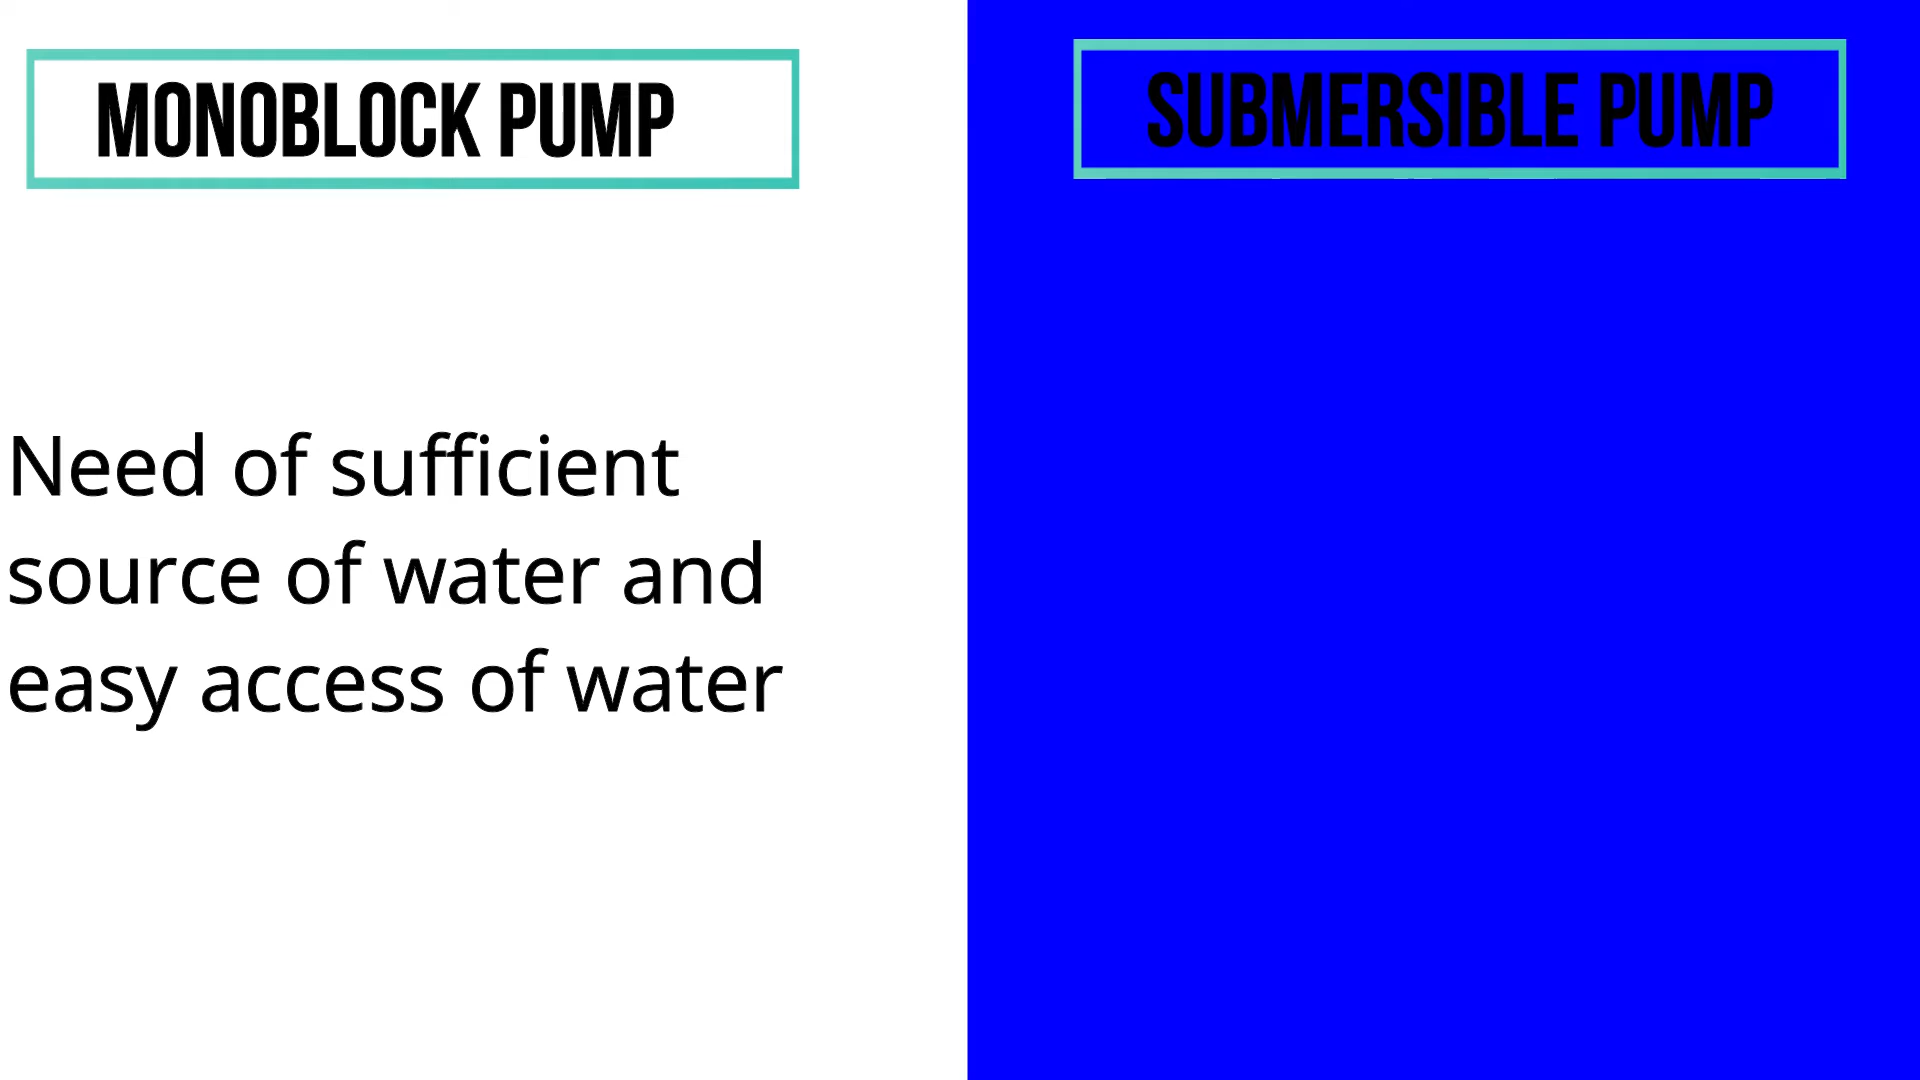 MONOBLOCK PUMP
SUBMERSIBLE PUMP
Need of sufficient
source of water and
easy access of water